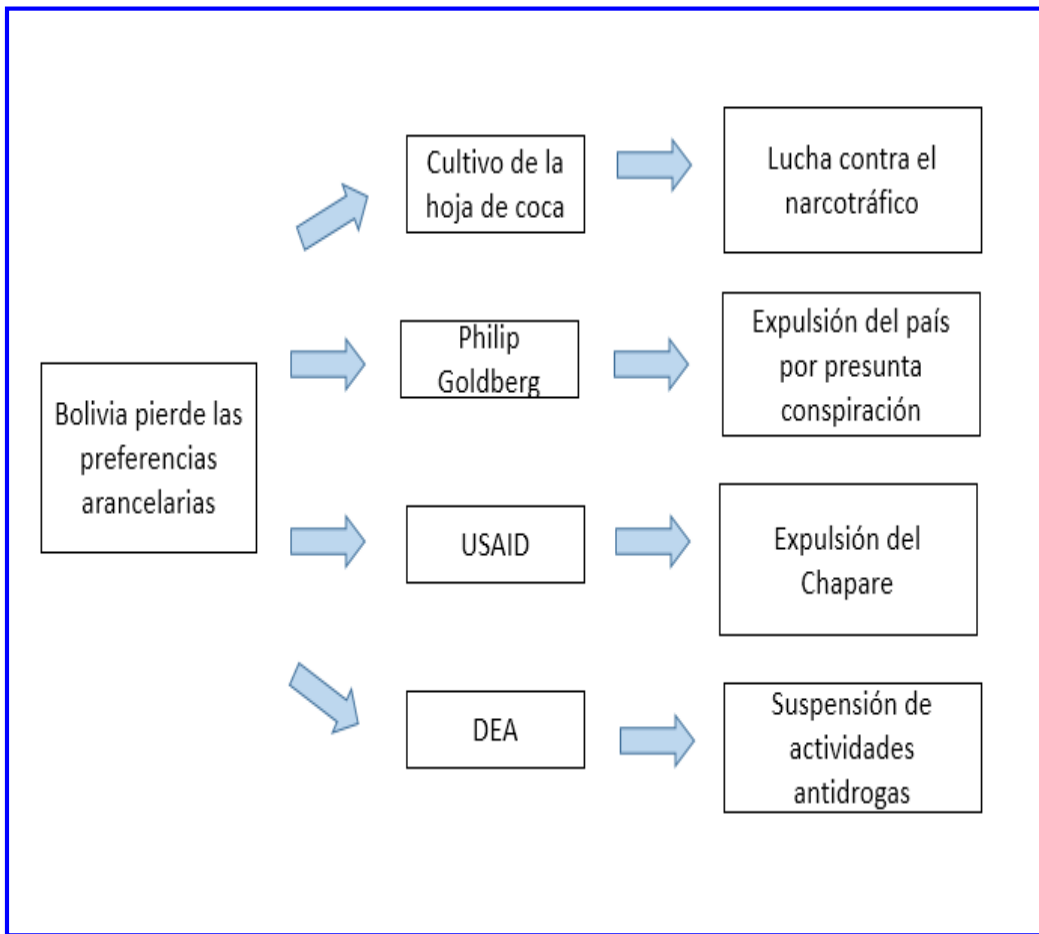 Bolivia pierde las
preferencias
arancelarias
Cultivo de la
hoja de coca
Lucha contra el
narcotráfico
Philip
Goldberg
Expulsión del país
por presunta
conspiración
USAID
Expulsión del
Chapare
DEA
Suspensión de
actividades
antidrogas